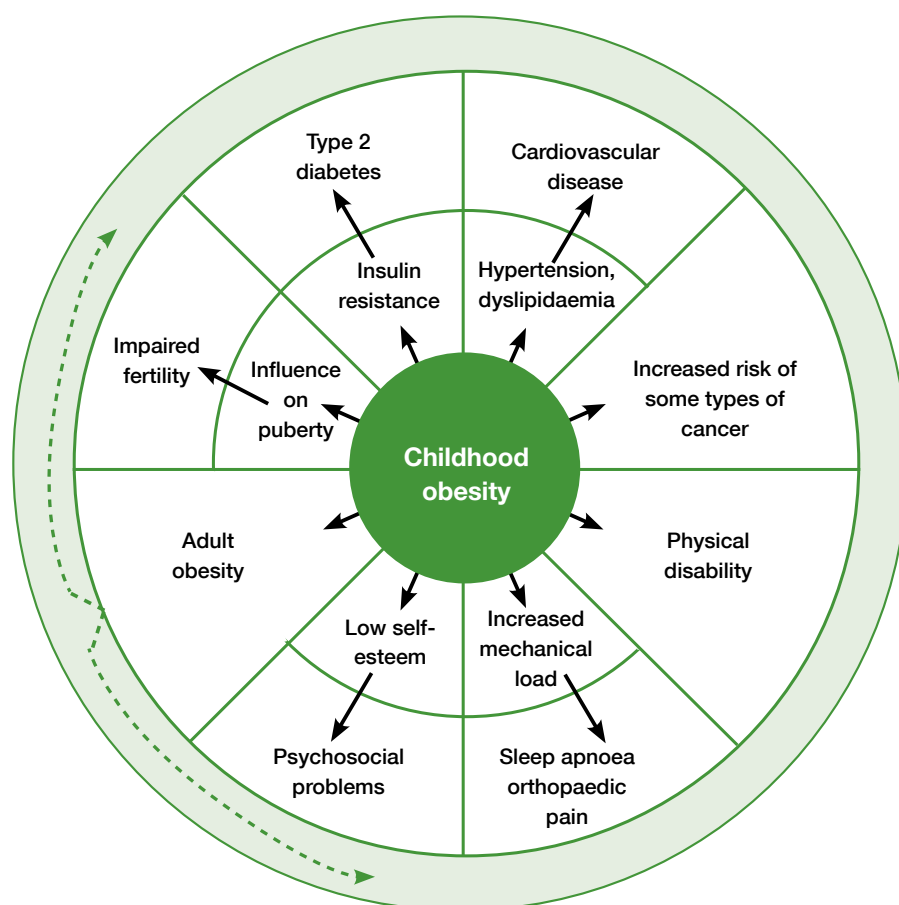 Type 2
diabetes
Cardiovascular
disease
Insulin
resistance
Hypertension,
dyslipidaemia
Impaired
fertility
Influence
on
puberty
Increased risk of
some types of
cancer
Childhood
obesity
Adult
obesity
Physical
disability
Low self-
esteem
Increased
mechanical
load
Psychosocial
problems
Sleep apnoea
orthopaedic
pain